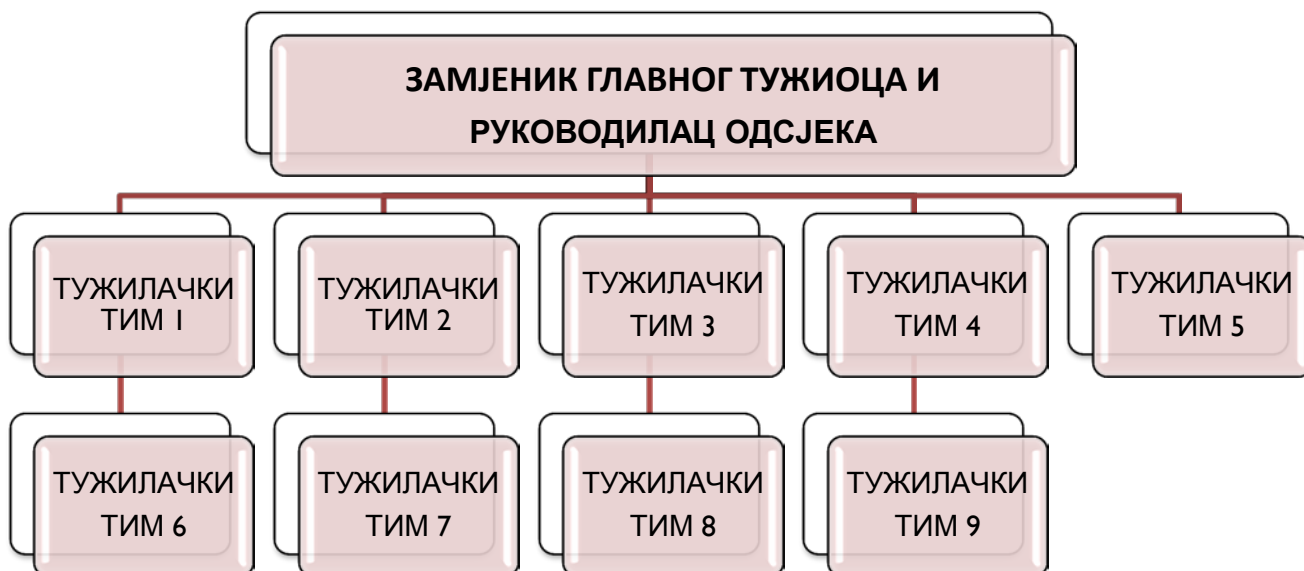 ЗАМЈЕНИК ГЛАВНОГ ТУЖИОЦА И
РУКОВОДИЛАЦ ОДСЈЕКА
ТУЖИЛАЧКИ
ТИМ 1
ТУЖИЛАЧКИ
ТИМ 2
ТУЖИЛАЧКИ
ТИМ 3
ТУЖИЛАЧКИ
ТИМ 4
ТУЖИЛАЧКИ
ТИМ 5
ТУЖИЛАЧКИ
ТИМ 6
ТУЖИЛАЧКИ
ТИМ 7
ТУЖИЛАЧКИ
ТИМ 8
ТУЖИЛАЧКИ
ТИМ 9